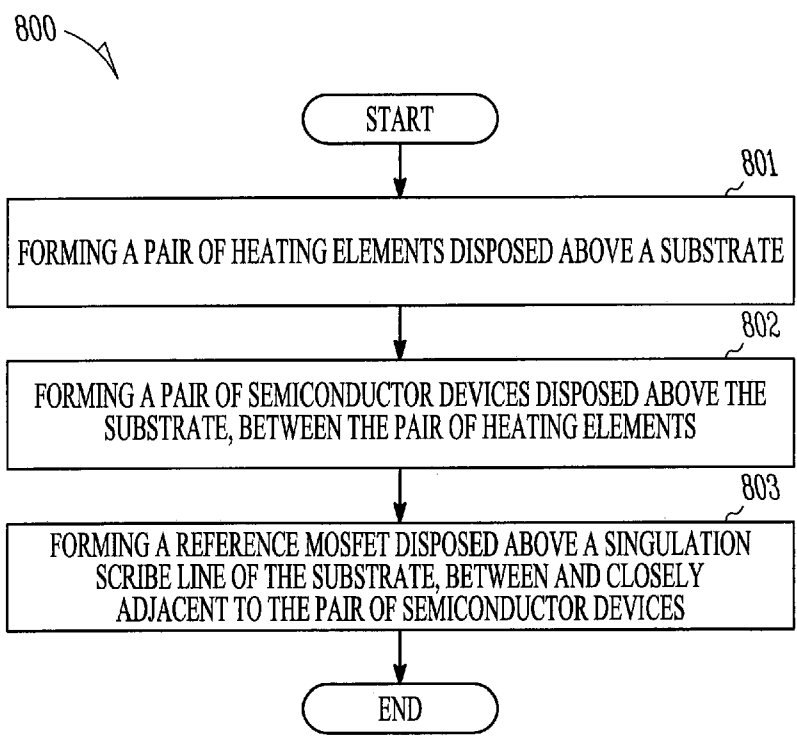 800
START
801
FORMING A PAIR OF HEATING ELEMENTS DISPOSED ABOVE A SUBSTRATE
802
FORMING A PAIR OF SEMICONDUCTOR DEVICES DISPOSED ABOVE THE
SUBSTRATE, BETWEEN THE PAIR OF HEATING ELEMENTS
803
FORMING A REFERENCE MOSFET DISPOSED ABOVE A SINGULATION
SCRIBE LINE OF THE SUBSTRATE, BETWEEN AND CLOSELY
ADJACENT TO THE PAIR OF SEMICONDUCTOR DEVICES
END